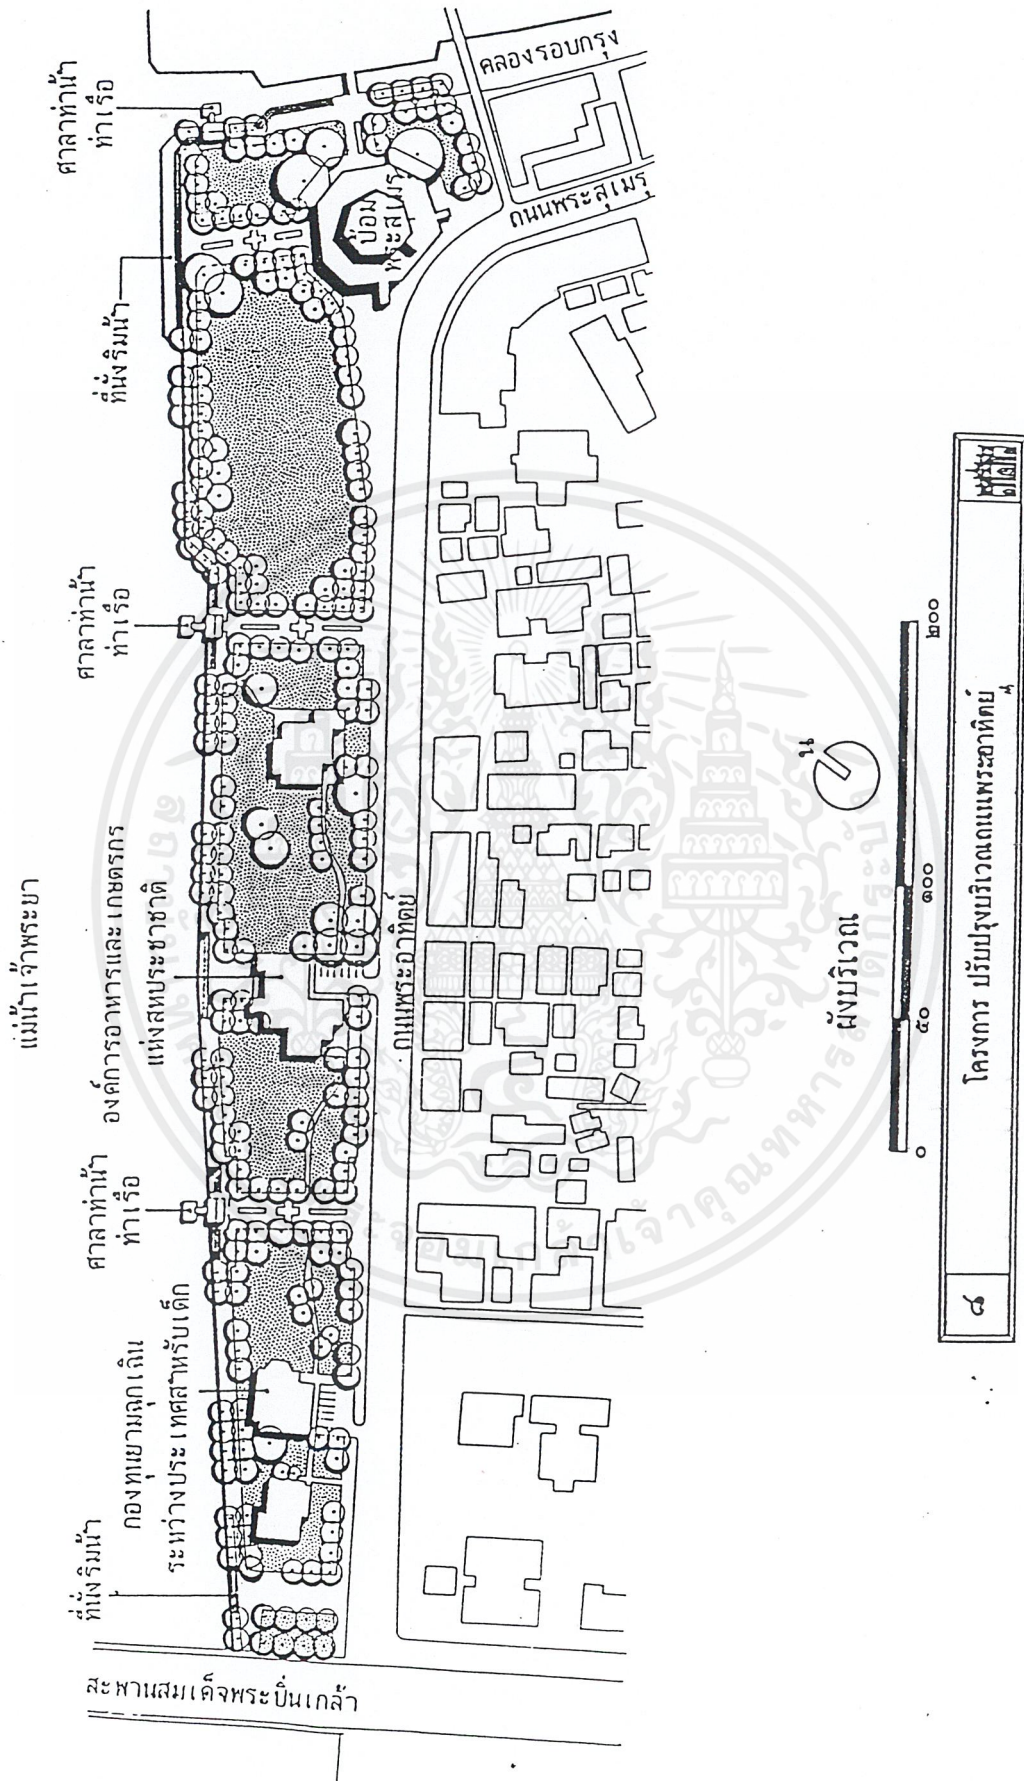 แม่น้ำเจ้าพระยา
ที่นั่งริมน้ำ
กองทุนยามฉุกเฉิน
ระหว่างประเทศสำหรับเด็ก
ศาลาท่าน้ำ
ท่าเรือ
องค์การอาหารและเกษตรกร
แห่งสหประชาชาติ
ศาลาท่าน้ำ
ท่าเรือ
ที่นั่งริมน้ำ
ศาลาท่าน้ำ
ท่าเรือ
ป้อม
พระสุเมรุ
คลองรอบกรุง
ถนนพระสุเมรุ
ถนนพระอาทิตย์
สะพานสมเด็จพระปิ่นเกล้า
น
ผังบริเวณ
๐ ๕๐ ๑๐๐ ๒๐๐
๘ โครงการ ปรับปรุงบริเวณถนนพระอาทิตย์